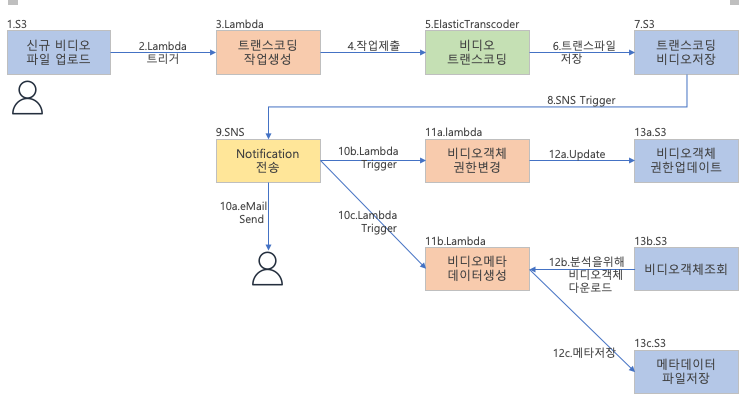 1.S3
신규 비디오
파일 업로드
2.Lambda
트리거
3.Lambda
트랜스코딩
작업생성
4.작업제출
5.ElasticTranscoder
비디오
트랜스코딩
6.트랜스파일
저장
7.S3
트랜스코딩
비디오저장
8.SNS Trigger
9.SNS
Notification
전송
10a.eMail
Send
10b.Lambda
Trigger
10c.Lambda
Trigger
11a.lambda
비디오객체
권한변경
12a.Update
13a.S3
비디오객체
권한업데이트
11b.Lambda
비디오메타
데이터생성
12b.분석을위해
비디오객체
다운로드
13b.S3
비디오객체조회
12c.메타저장
13c.S3
메타데이터
파일저장